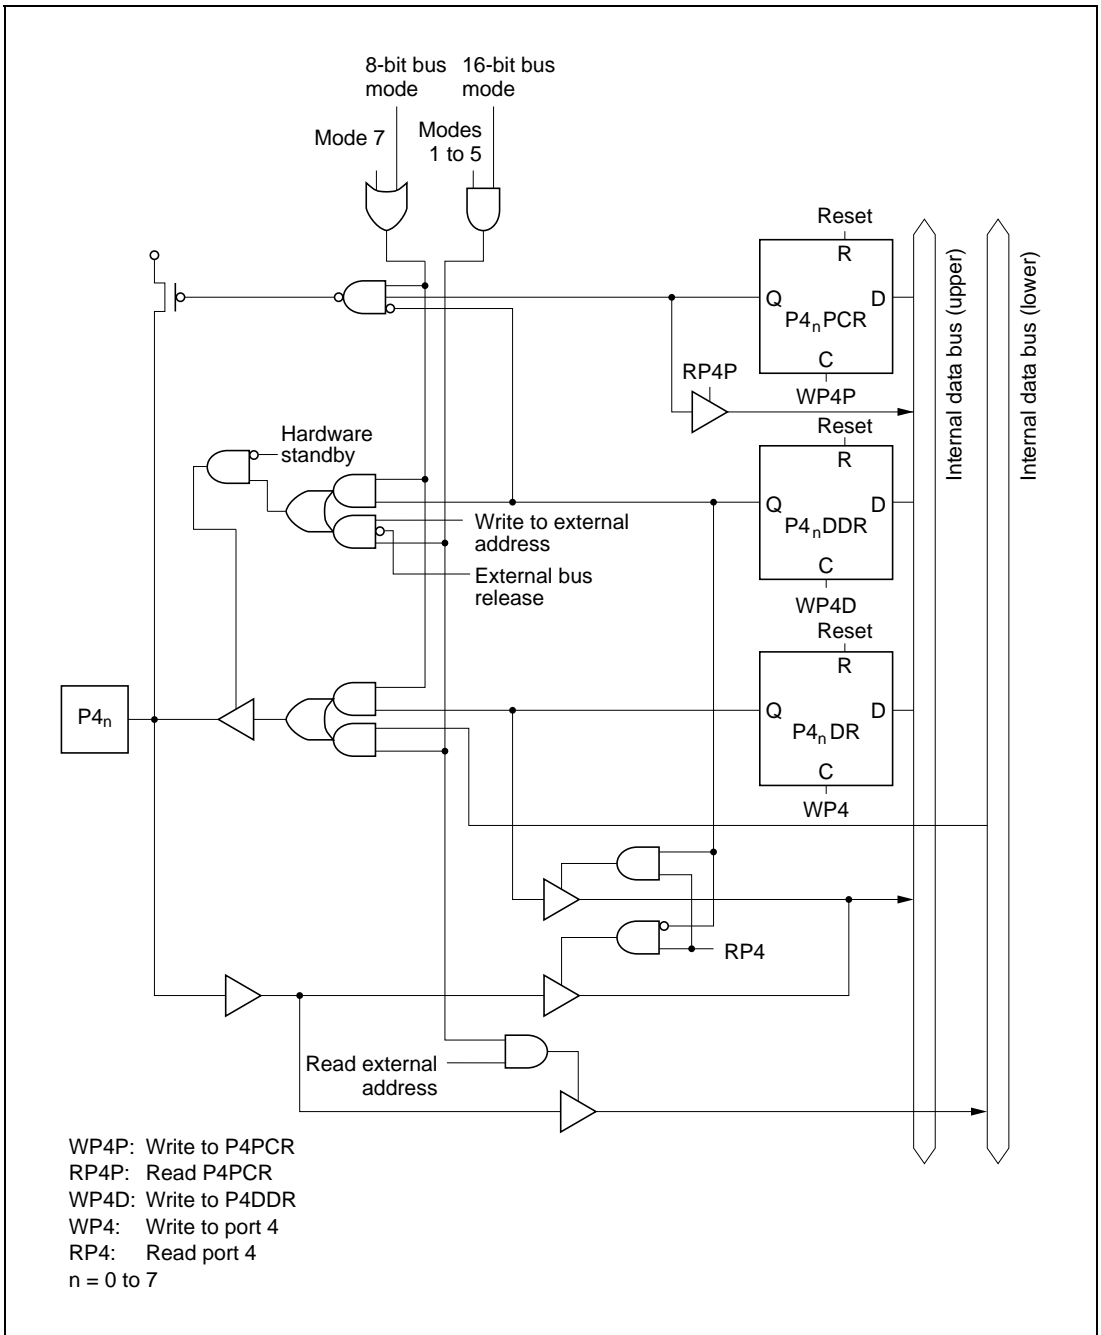 8-bit bus
mode
16-bit bus
mode
Mode 7
Modes
1 to 5
Reset
R
Q
D
P4nPCR
C
WP4P
RP4P
Internal data bus (upper)
Internal data bus (lower)
Hardware
standby
Reset
R
Q
D
P4nDDR
C
WP4D
Write to external
address
External bus
release
Reset
R
Q
D
P4n DR
C
WP4
P4n
RP4
Read external
address
WP4P: Write to P4PCR
RP4P: Read P4PCR
WP4D: Write to P4DDR
WP4: Write to port 4
RP4: Read port 4
n = 0 to 7